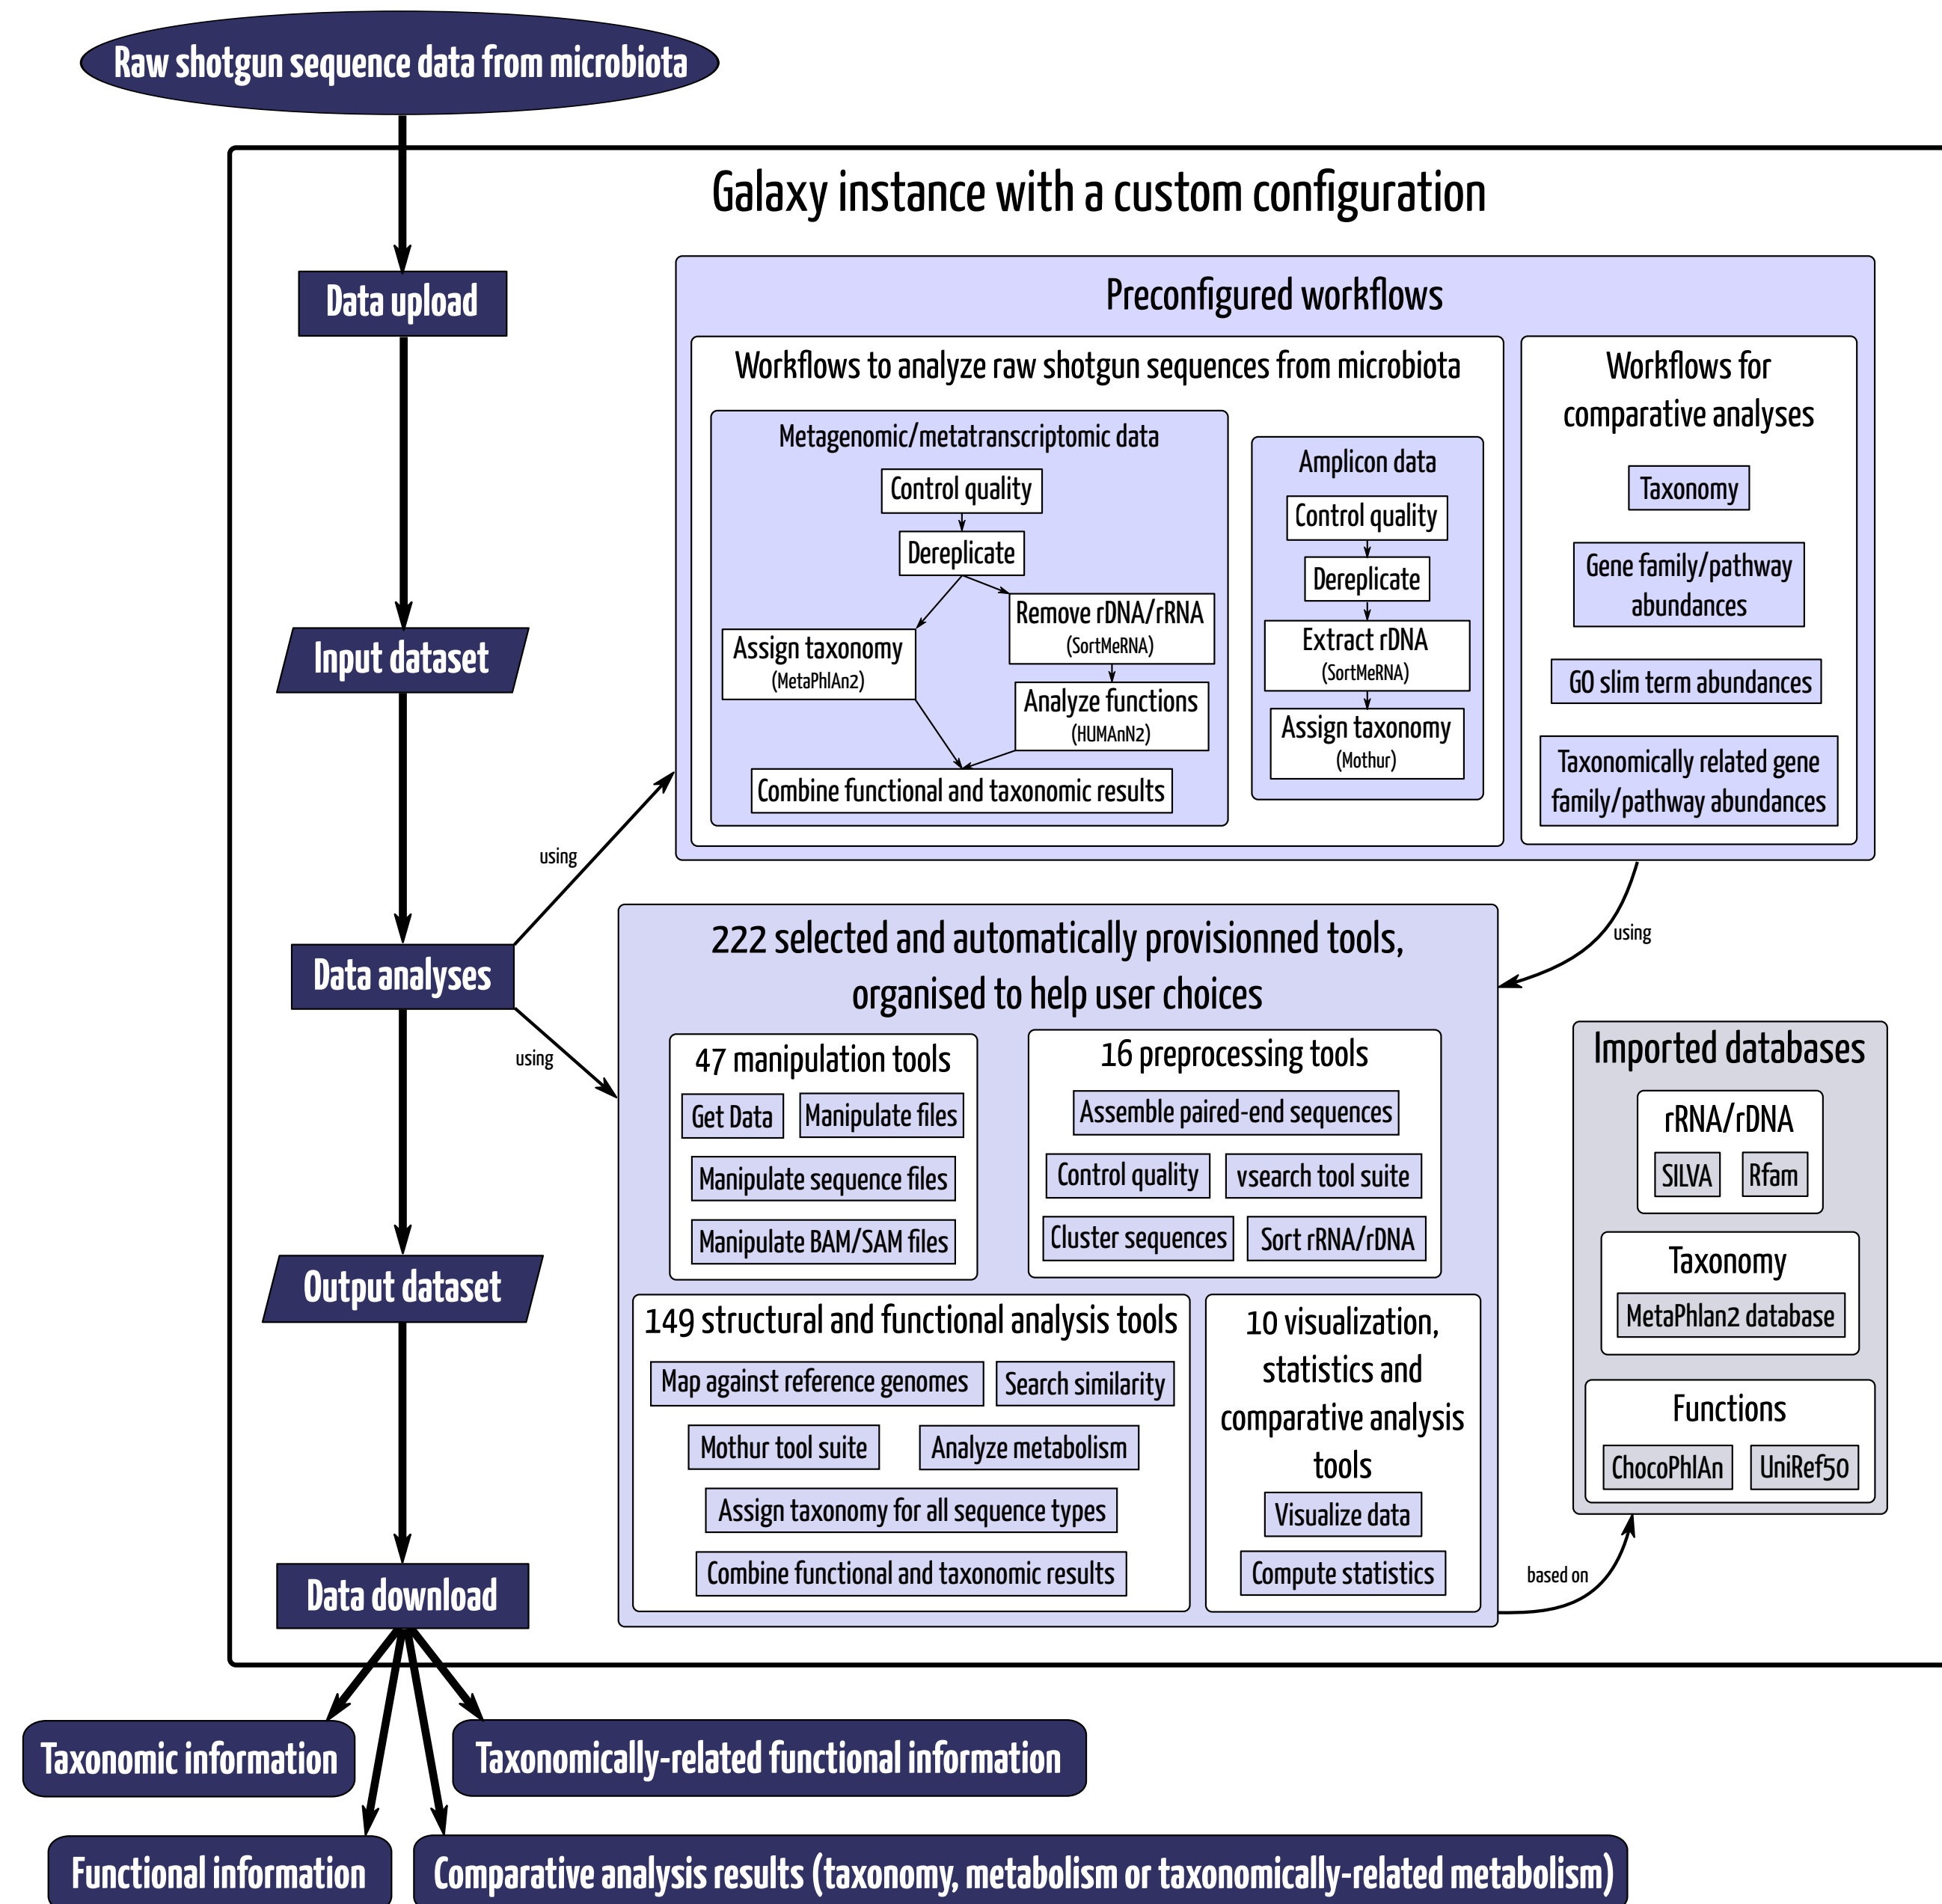 Raw shotgun sequence data from microbiota
Galaxy instance with a custom configuration
Data upload
Input dataset
Data analyses
Output dataset
Data download
using
using
Preconfigured workflows
Workflows to analyze raw shotgun sequences from microbiota
Metagenomic/metatranscriptomic data
Control quality
Dereplicate
Assign taxonomy
(MetaPhlAn2)
Remove rDNA/rRNA
(SortMeRNA)
Analyze functions
(HUMAnN2)
Combine functional and taxonomic results
Amplicon data
Control quality
Dereplicate
Extract rDNA
(SortMeRNA)
Assign taxonomy
(Mothur)
Workflows for
comparative analyses
Taxonomy
Gene family/pathway
abundances
GO slim term abundances
Taxonomically related gene
family/pathway abundances
using
222 selected and automatically provisionned tools,
organised to help user choices
47 manipulation tools
Get Data
Manipulate files
Manipulate sequence files
Manipulate BAM/SAM files
16 preprocessing tools
Assemble paired-end sequences
Control quality
vsearch tool suite
Cluster sequences
Sort rRNA/rDNA
149 structural and functional analysis tools
Map against reference genomes
Search similarity
Mothur tool suite
Analyze metabolism
Assign taxonomy for all sequence types
Combine functional and taxonomic results
10 visualization,
statistics and
comparative analysis
tools
Visualize data
Compute statistics
based on
Imported databases
rRNA/rDNA
SILVA
Rfam
Taxonomy
MetaPhlan2 database
Functions
ChocoPhlAn
UniRef50
Taxonomic information
Taxonomically-related functional information
Functional information
Comparative analysis results (taxonomy, metabolism or taxonomically-related metabolism)